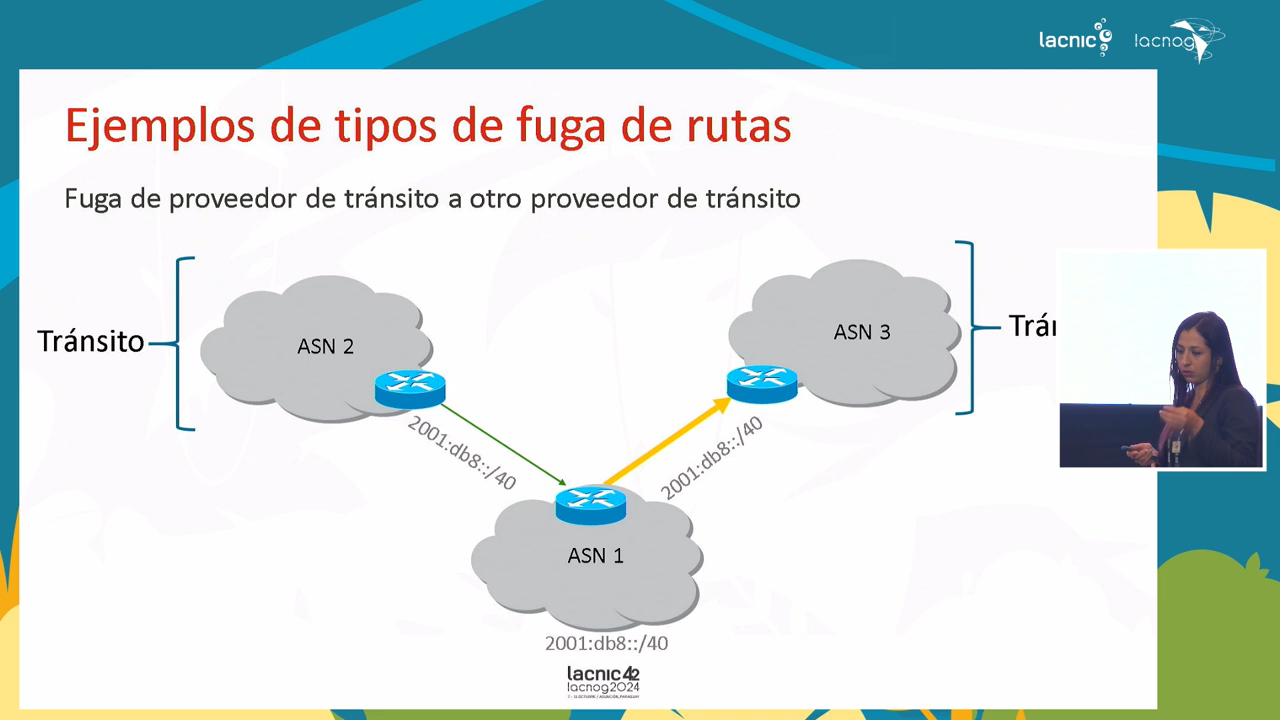 lacnic
lacnog
Ejemplos de tipos de fuga de rutas
Fuga de proveedor de tránsito a otro proveedor de tránsito
Tránsito
ASN 2
ASN 3
Trán
2001:db8::/40
2001:db8::/40
ASN 1
2001:db8::/40
lacnic 42
lacnog2024